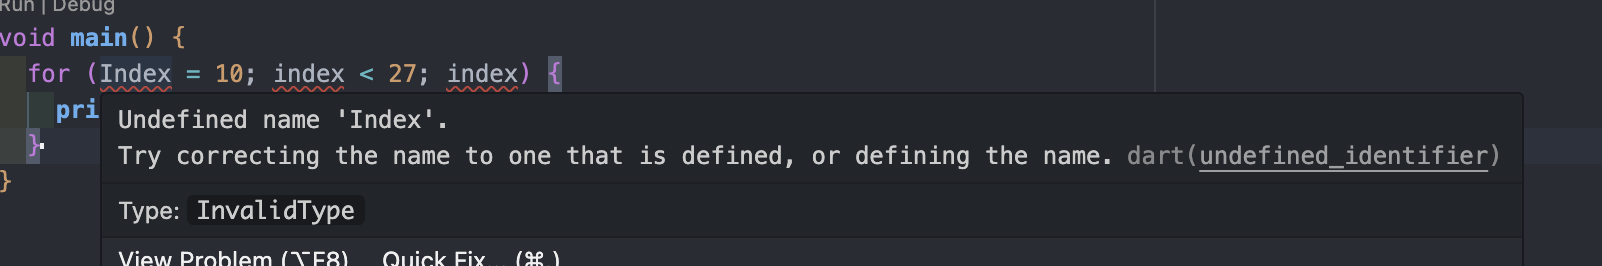 Run | Debug
void main() {
for (Index = 10; index < 27; index) {
pri
Undefined name 'Index'.
Try correcting the name to one that is defined, or defining the name. dart(undefined_identifier)
}
}
Type: InvalidType
View Problem (⌥F8) Quick Fix... (⌘.)